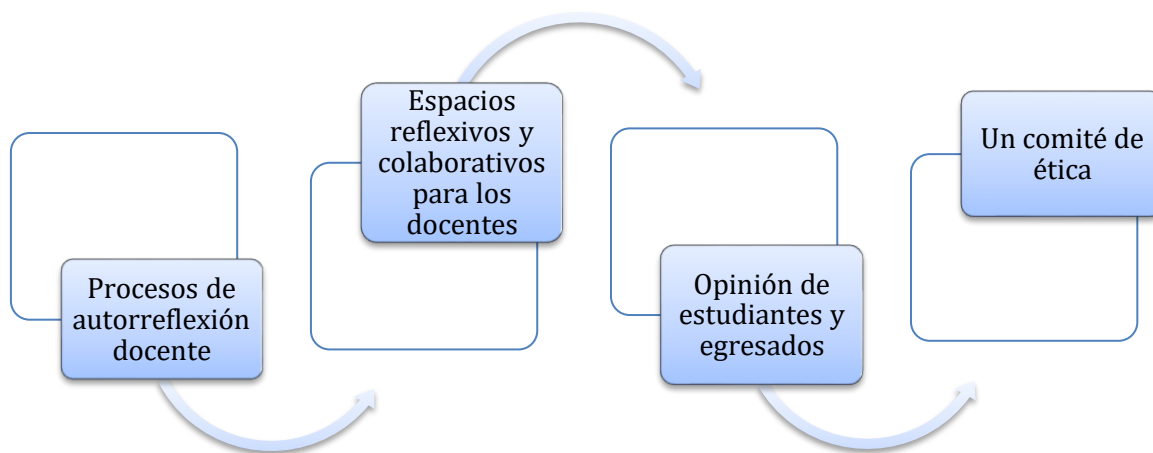 Procesos de
autorreflexión
docente
Espacios
reflexivos y
colaborativos
para los
docentes
Opinión de
estudiantes y
egresados
Un comité de
ética